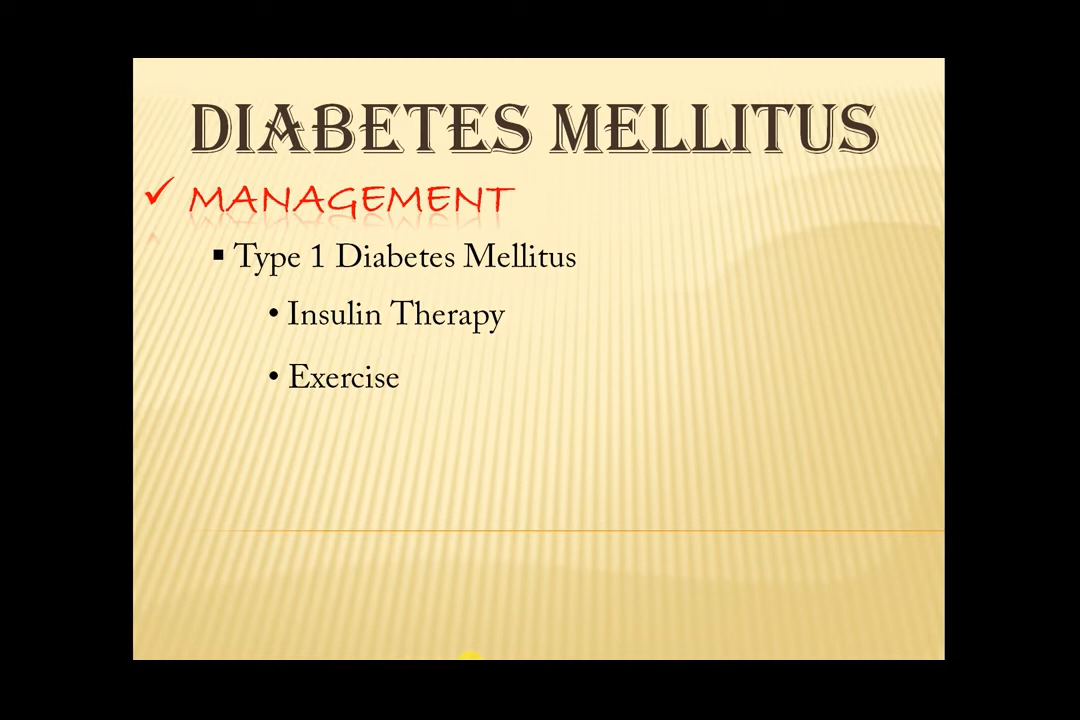 DIABETES MELLITUS
✓ MANAGEMENT
▪ Type 1 Diabetes Mellitus
• Insulin Therapy
• Exercise